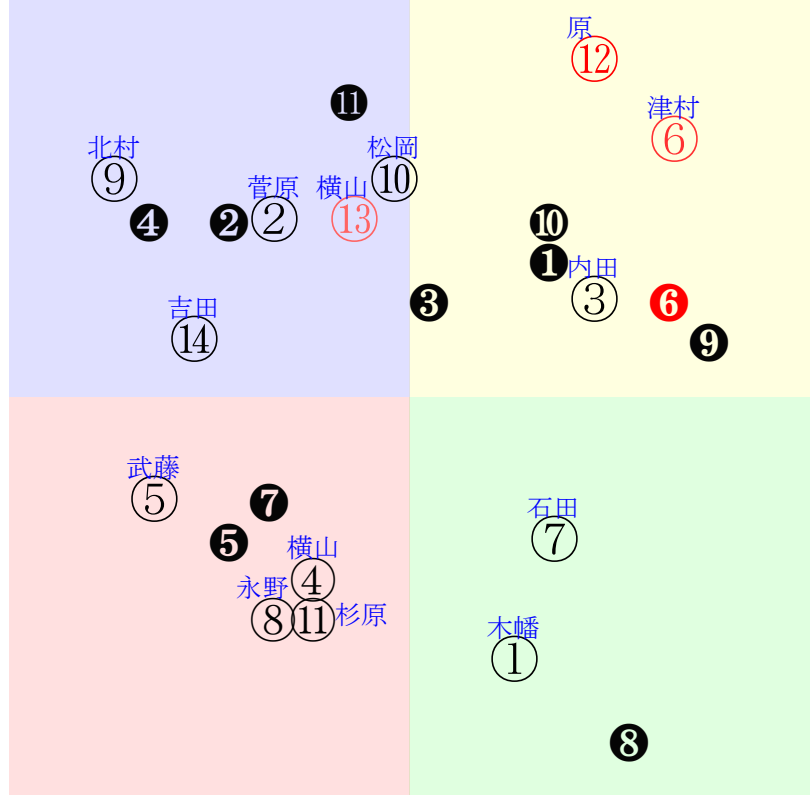 原
⑫
⓫
津村
⑥
北村
⑨
松岡
⑩
菅原
②
横山
⑬
❹
❷
❿
❶
内田
③
❸
❻
吉田
⑭
❾
武藤
⑤
❼
石田
⑦
❺
横山
④
永野
⑧
⑪ 杉原
木幡
①
❽